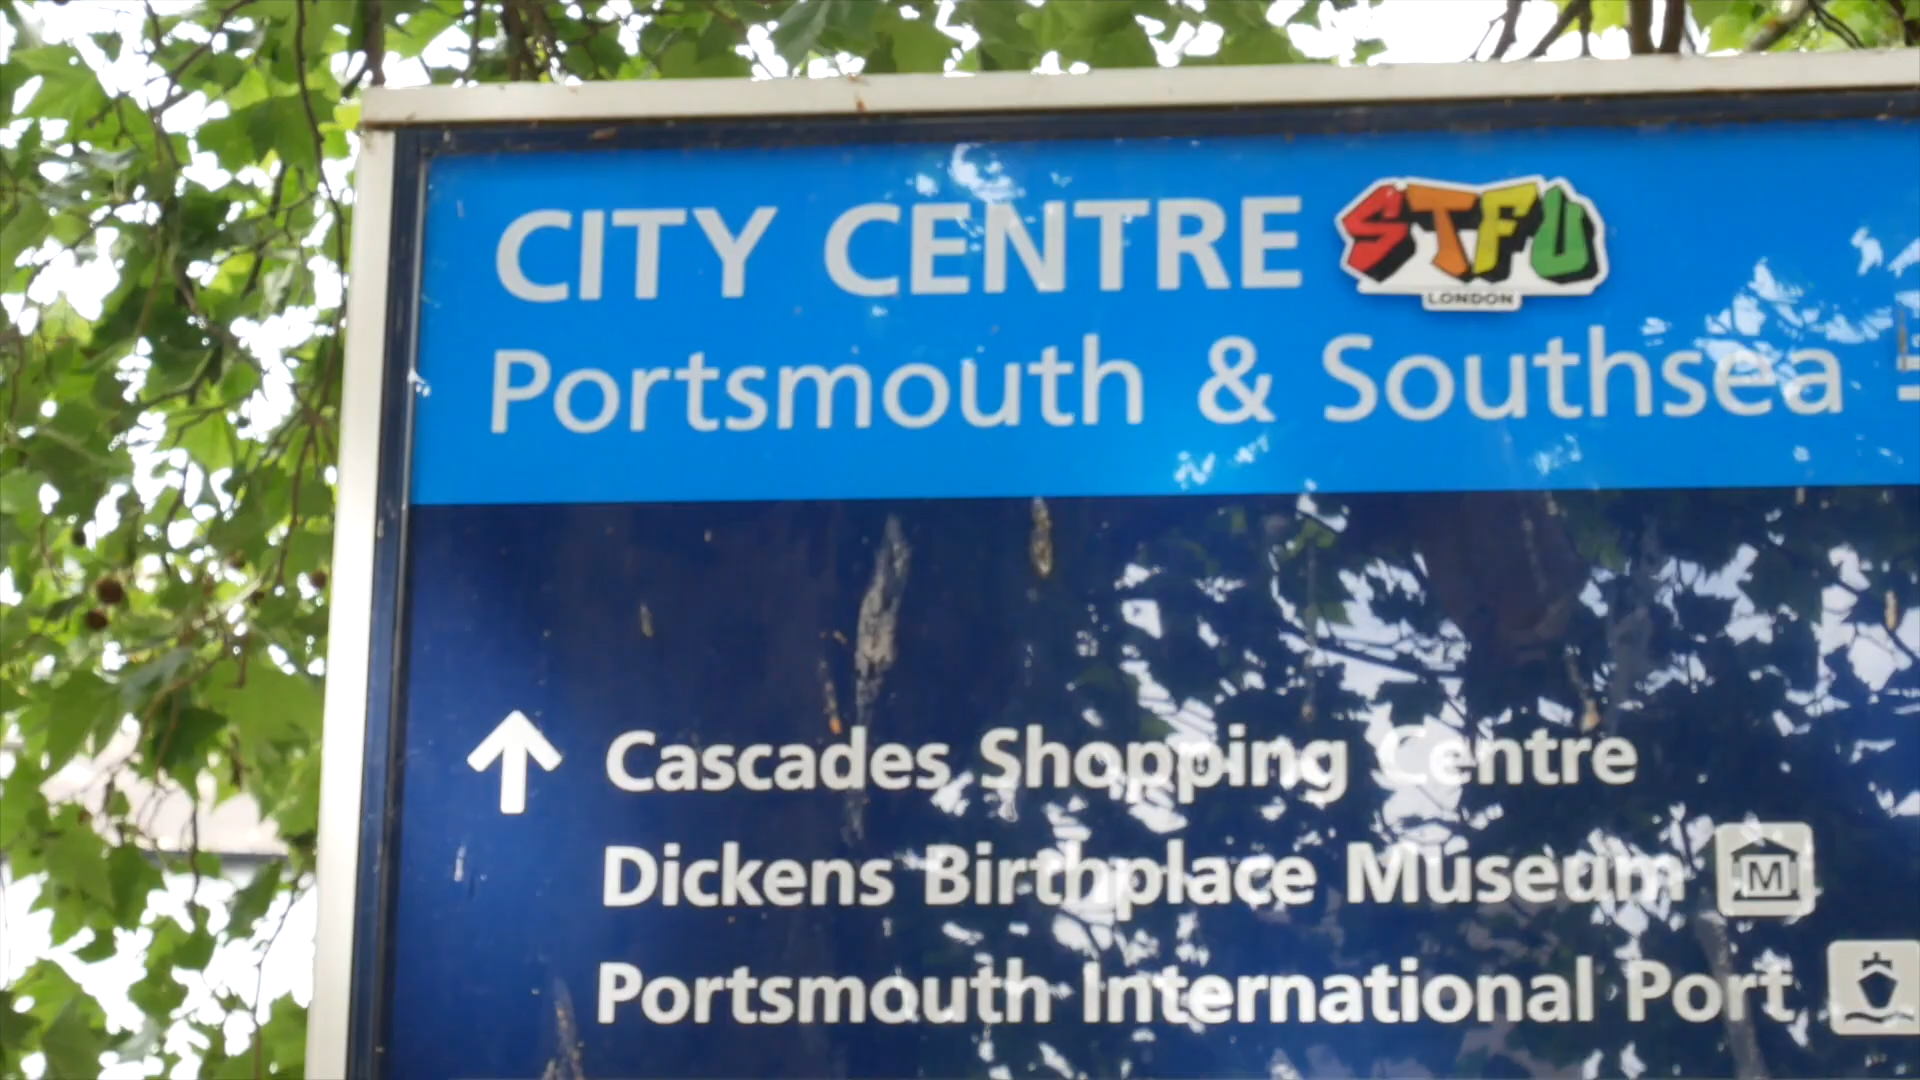 CITY CENTRE STFU
LONDON
Portsmouth & Southsea
Cascades Shopping Centre
Dickens Birthplace Museum M
Portsmouth International Port